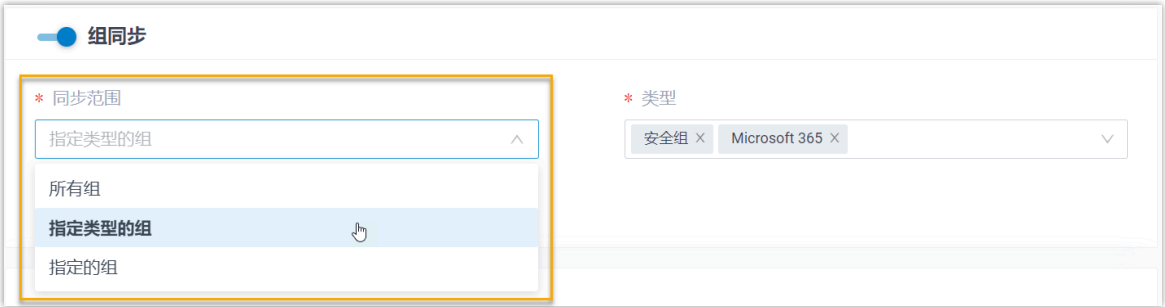 组同步
* 同步范围
指定类型的组
* 类型
安全组 × Microsoft 365 ×
所有组
指定类型的组
指定的组